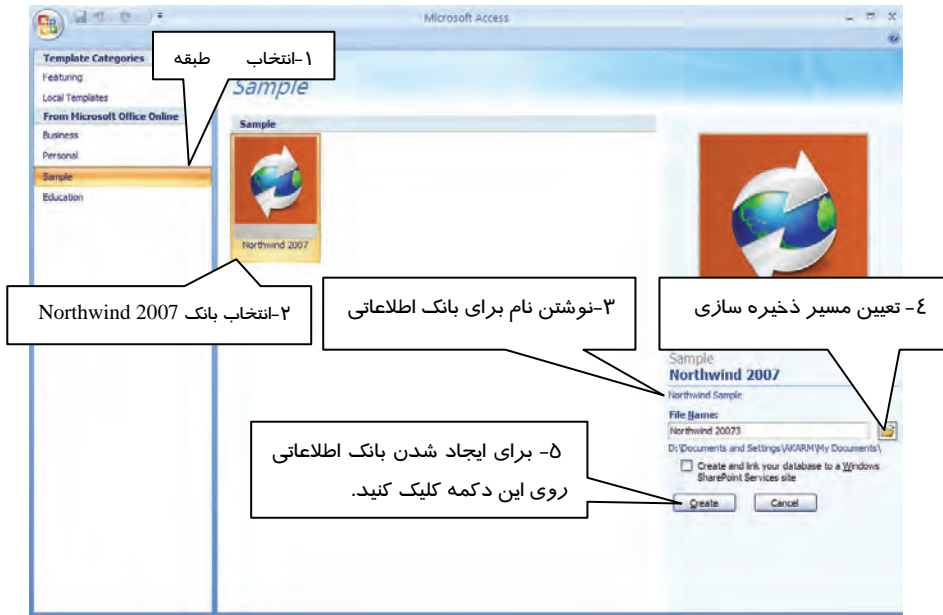 Microsoft Access
Template Categories
Featuring
Local Templates
From Microsoft Office Online
Business
Personal
Sample
Education
۱-انتخاب طبقه
Sample
Sample
Northwind 2007
۲-انتخاب بانک Northwind 2007
۳-نوشتن نام برای بانک اطلاعاتی
٤- تعیین مسیر ذخیره سازی
Sample
Northwind 2007
Northwind Sample
File Name:
Northwind 20073
D:\Documents and Settings\AKARM\My Documents\
Create and link your database to a Windows
SharePoint Services site
Create
Cancel
۵- برای ایجاد شدن بانک اطلاعاتی
روی این دکمه کلیک کنید.